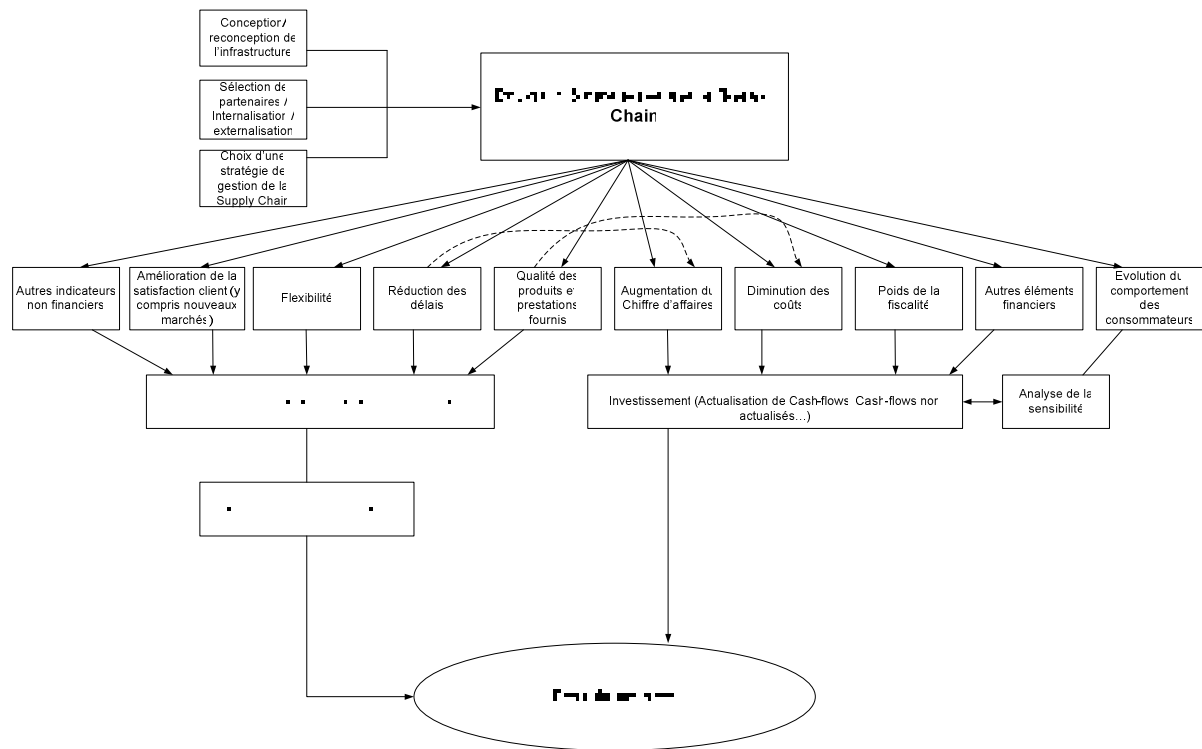 Conception/
reconception de
l'infrastructure
Sélection de
partenaires /
Internalisation /
externalisation
Choix d'une
stratégie de
gestion de la
Supply Chain
Chain
Autres indicateurs
non financiers
Amélioration de la
satisfaction client (y
compris nouveaux
marchés)
Flexibilité
Réduction des
délais
Qualité des
produits et
prestations
fournis
Augmentation du
Chiffre d'affaires
Diminution des
coûts
Poids de la
fiscalité
Autres éléments
financiers
Evolution du
comportement
des
consommateurs
Investissement (Actualisation de Cash-flows, Cash-flows non
actualisés…)
Analyse de la
sensibilité